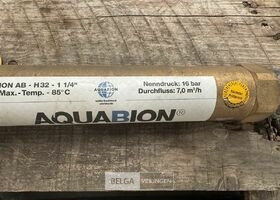 ION AB - H32 - 1 1/4"
Max.- Temp. - 85°C
AQUABION
Nenndruck: 16 bar
Durchfluss: 7,0 m³/h
AQUABION®
BELGA VEILINGEN